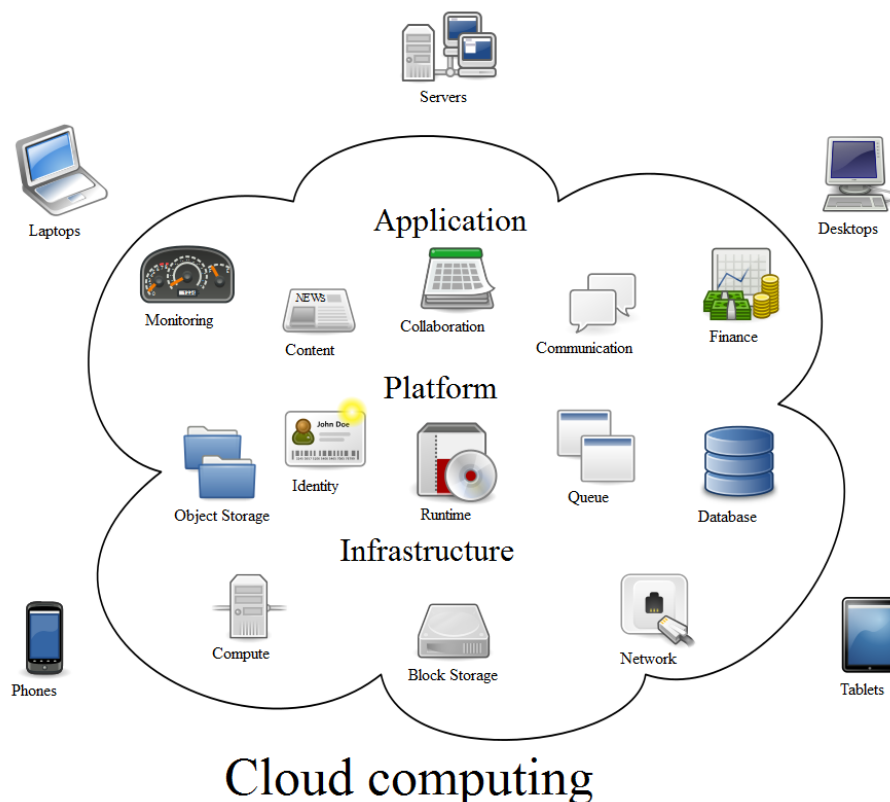 Servers
Laptops
Desktops
Application
Monitoring
NEWS
Content
Collaboration
Communication
Finance
Platform
John Doe
Object Storage
Identity
Runtime
Queue
Database
Infrastructure
Compute
Block Storage
Network
Phones
Tablets
Cloud computing